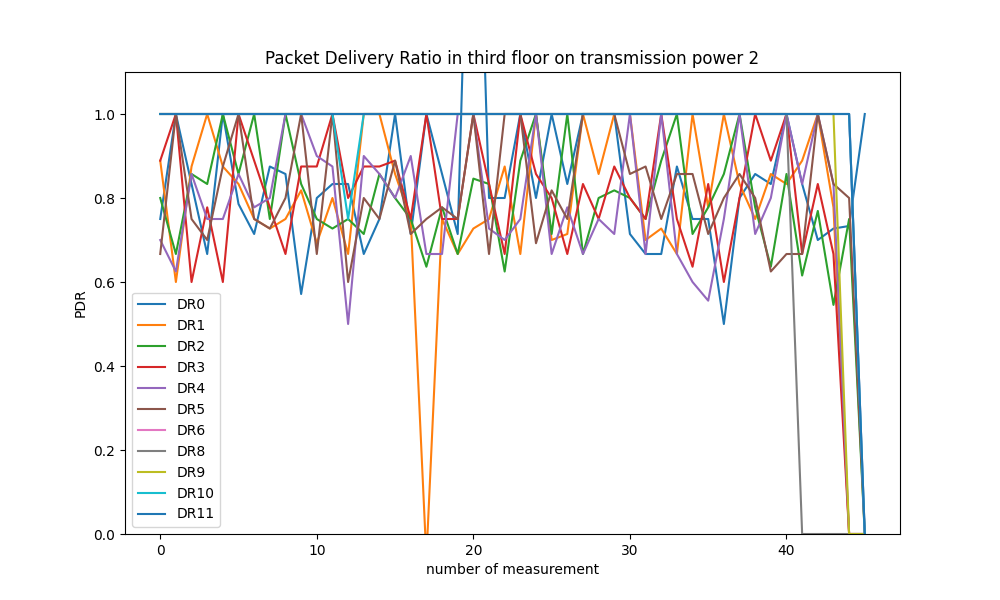 Packet Delivery Ratio in third floor on transmission power 2
1.0
0.8
0.6
0.4
0.2
0.0
PDR
DR0
DR1
DR2
DR3
DR4
DR5
DR6
DR8
DR9
DR10
DR11
0 10 20 30 40
number of measurement